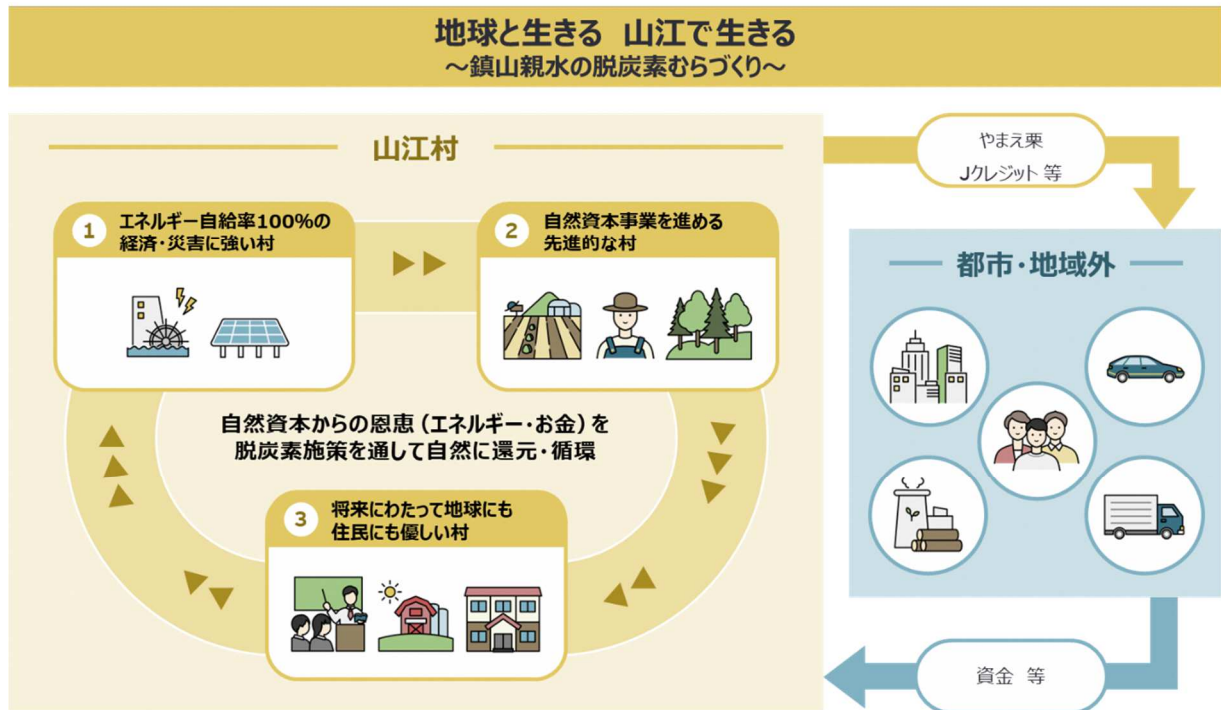 地球と生きる 山江で生きる
～鎮山親水の脱炭素むらづくり～
山江村
1
エネルギー自給率100%の
経済・災害に強い村
2
自然資本事業を進める
先進的な村
自然資本からの恩恵（エネルギー・お金）を
脱炭素施策を通して自然に還元・循環
3
将来にわたって地球にも
住民にも優しい村
やまえ栗
Jクレジット 等
都市・地域外
資金 等